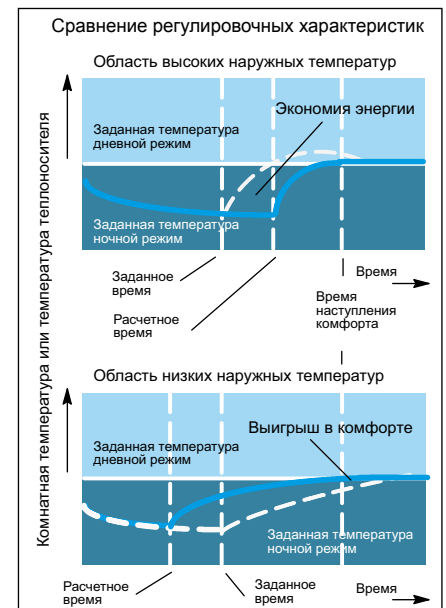 Сравнение регулировочных характеристик
Комнатная температура или температура теплоносителя
Область высоких наружных температур
Экономия энергии
Заданная температура
дневной режим
Заданная температура
ночной режим
Заданное
время
Расчетное
время
Время
Время
наступления
комфорта
Область низких наружных температур
Заданная температура
дневной режим
Выигрыш в комфорте
Заданная температура
ночной режим
Расчетное
время
Заданное
время
Время